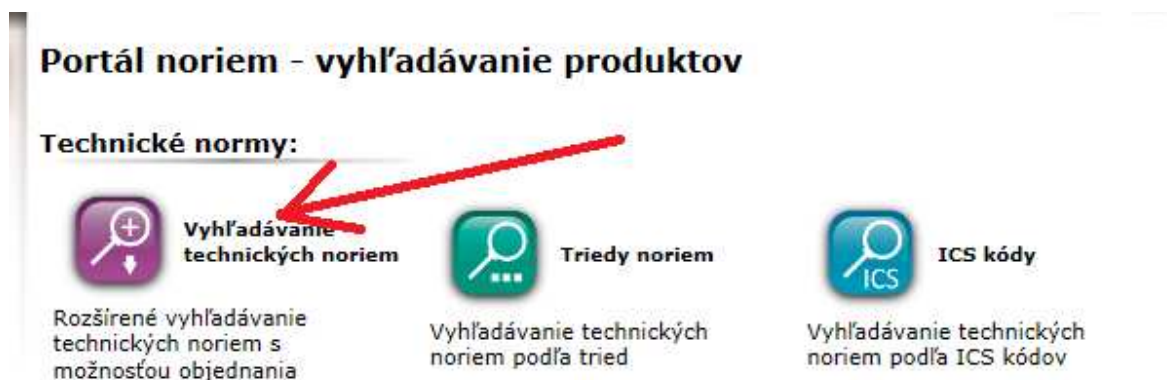 Portál noriem - vyhľadávanie produktov
Technické normy:
Vyhľadávanie
technických noriem
Rozšírené vyhľadávanie
technických noriem s
možnosťou objednania
Triedy noriem
Vyhľadávanie technických
noriem podľa tried
ICS
ICS kódy
Vyhľadávanie technických
noriem podľa ICS kódov